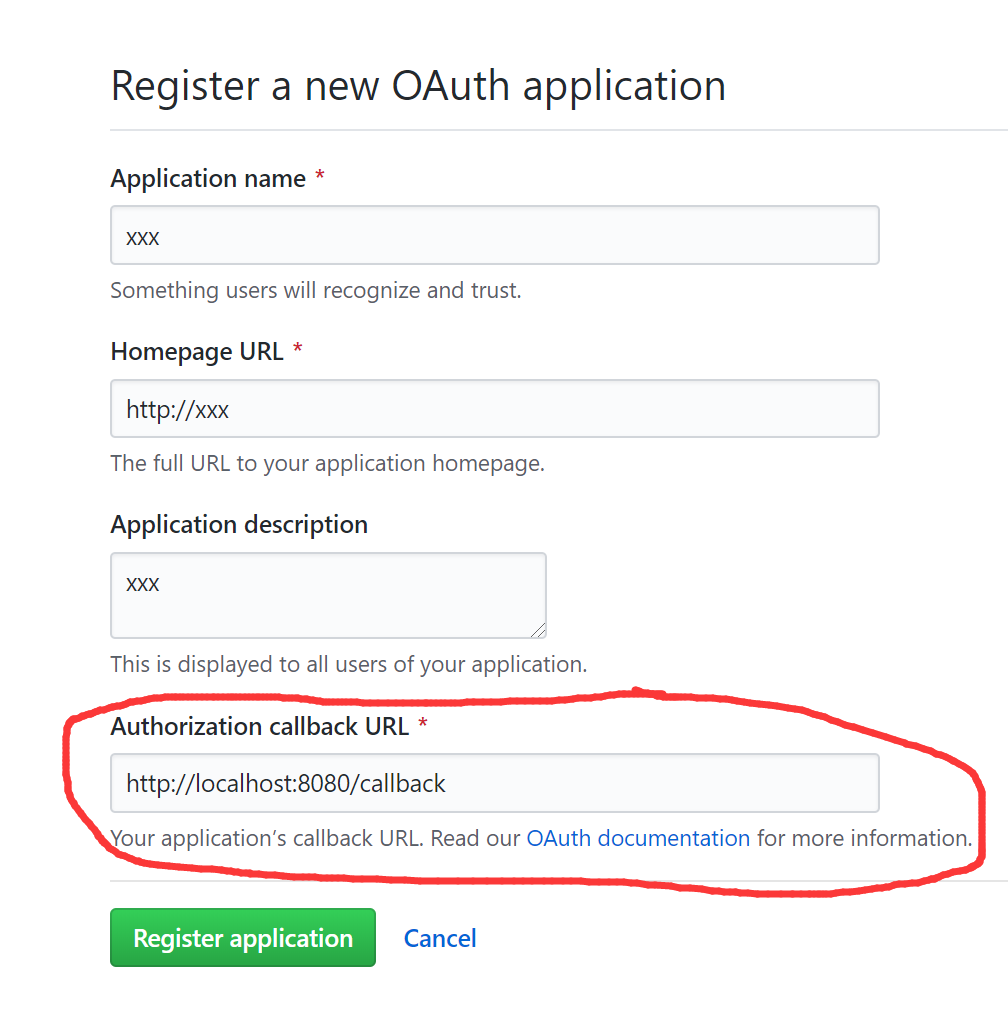 Register a new OAuth application
Application name *
xxx
Something users will recognize and trust.
Homepage URL *
http://xxx
The full URL to your application homepage.
Application description
xxx
This is displayed to all users of your application.
Authorization callback URL *
http://localhost:8080/callback
Your application’s callback URL. Read our OAuth documentation for more information.
Register application Cancel